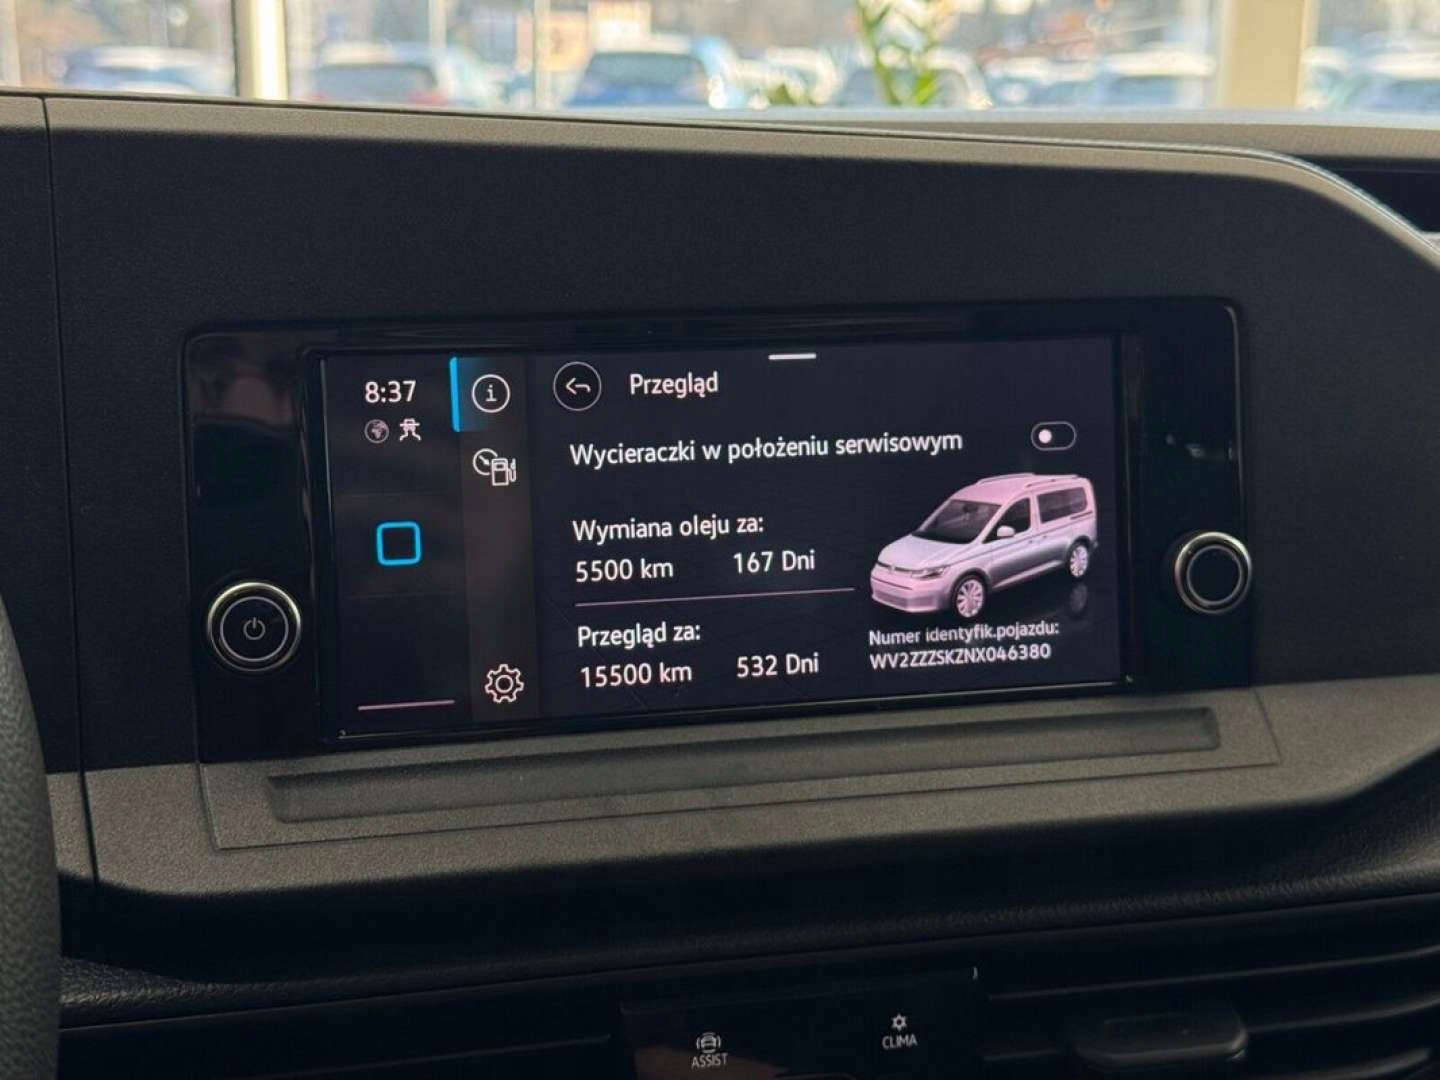 8:37
Przegląd
Wycieraczki w położeniu serwisowym
Wymiana oleju za:
5500 km 167 Dni
Przegląd za:
15500 km 532 Dni
Numer identyfik.pojazdu:
WV2ZZZSKZNX046380
ASSIST
CLIMA